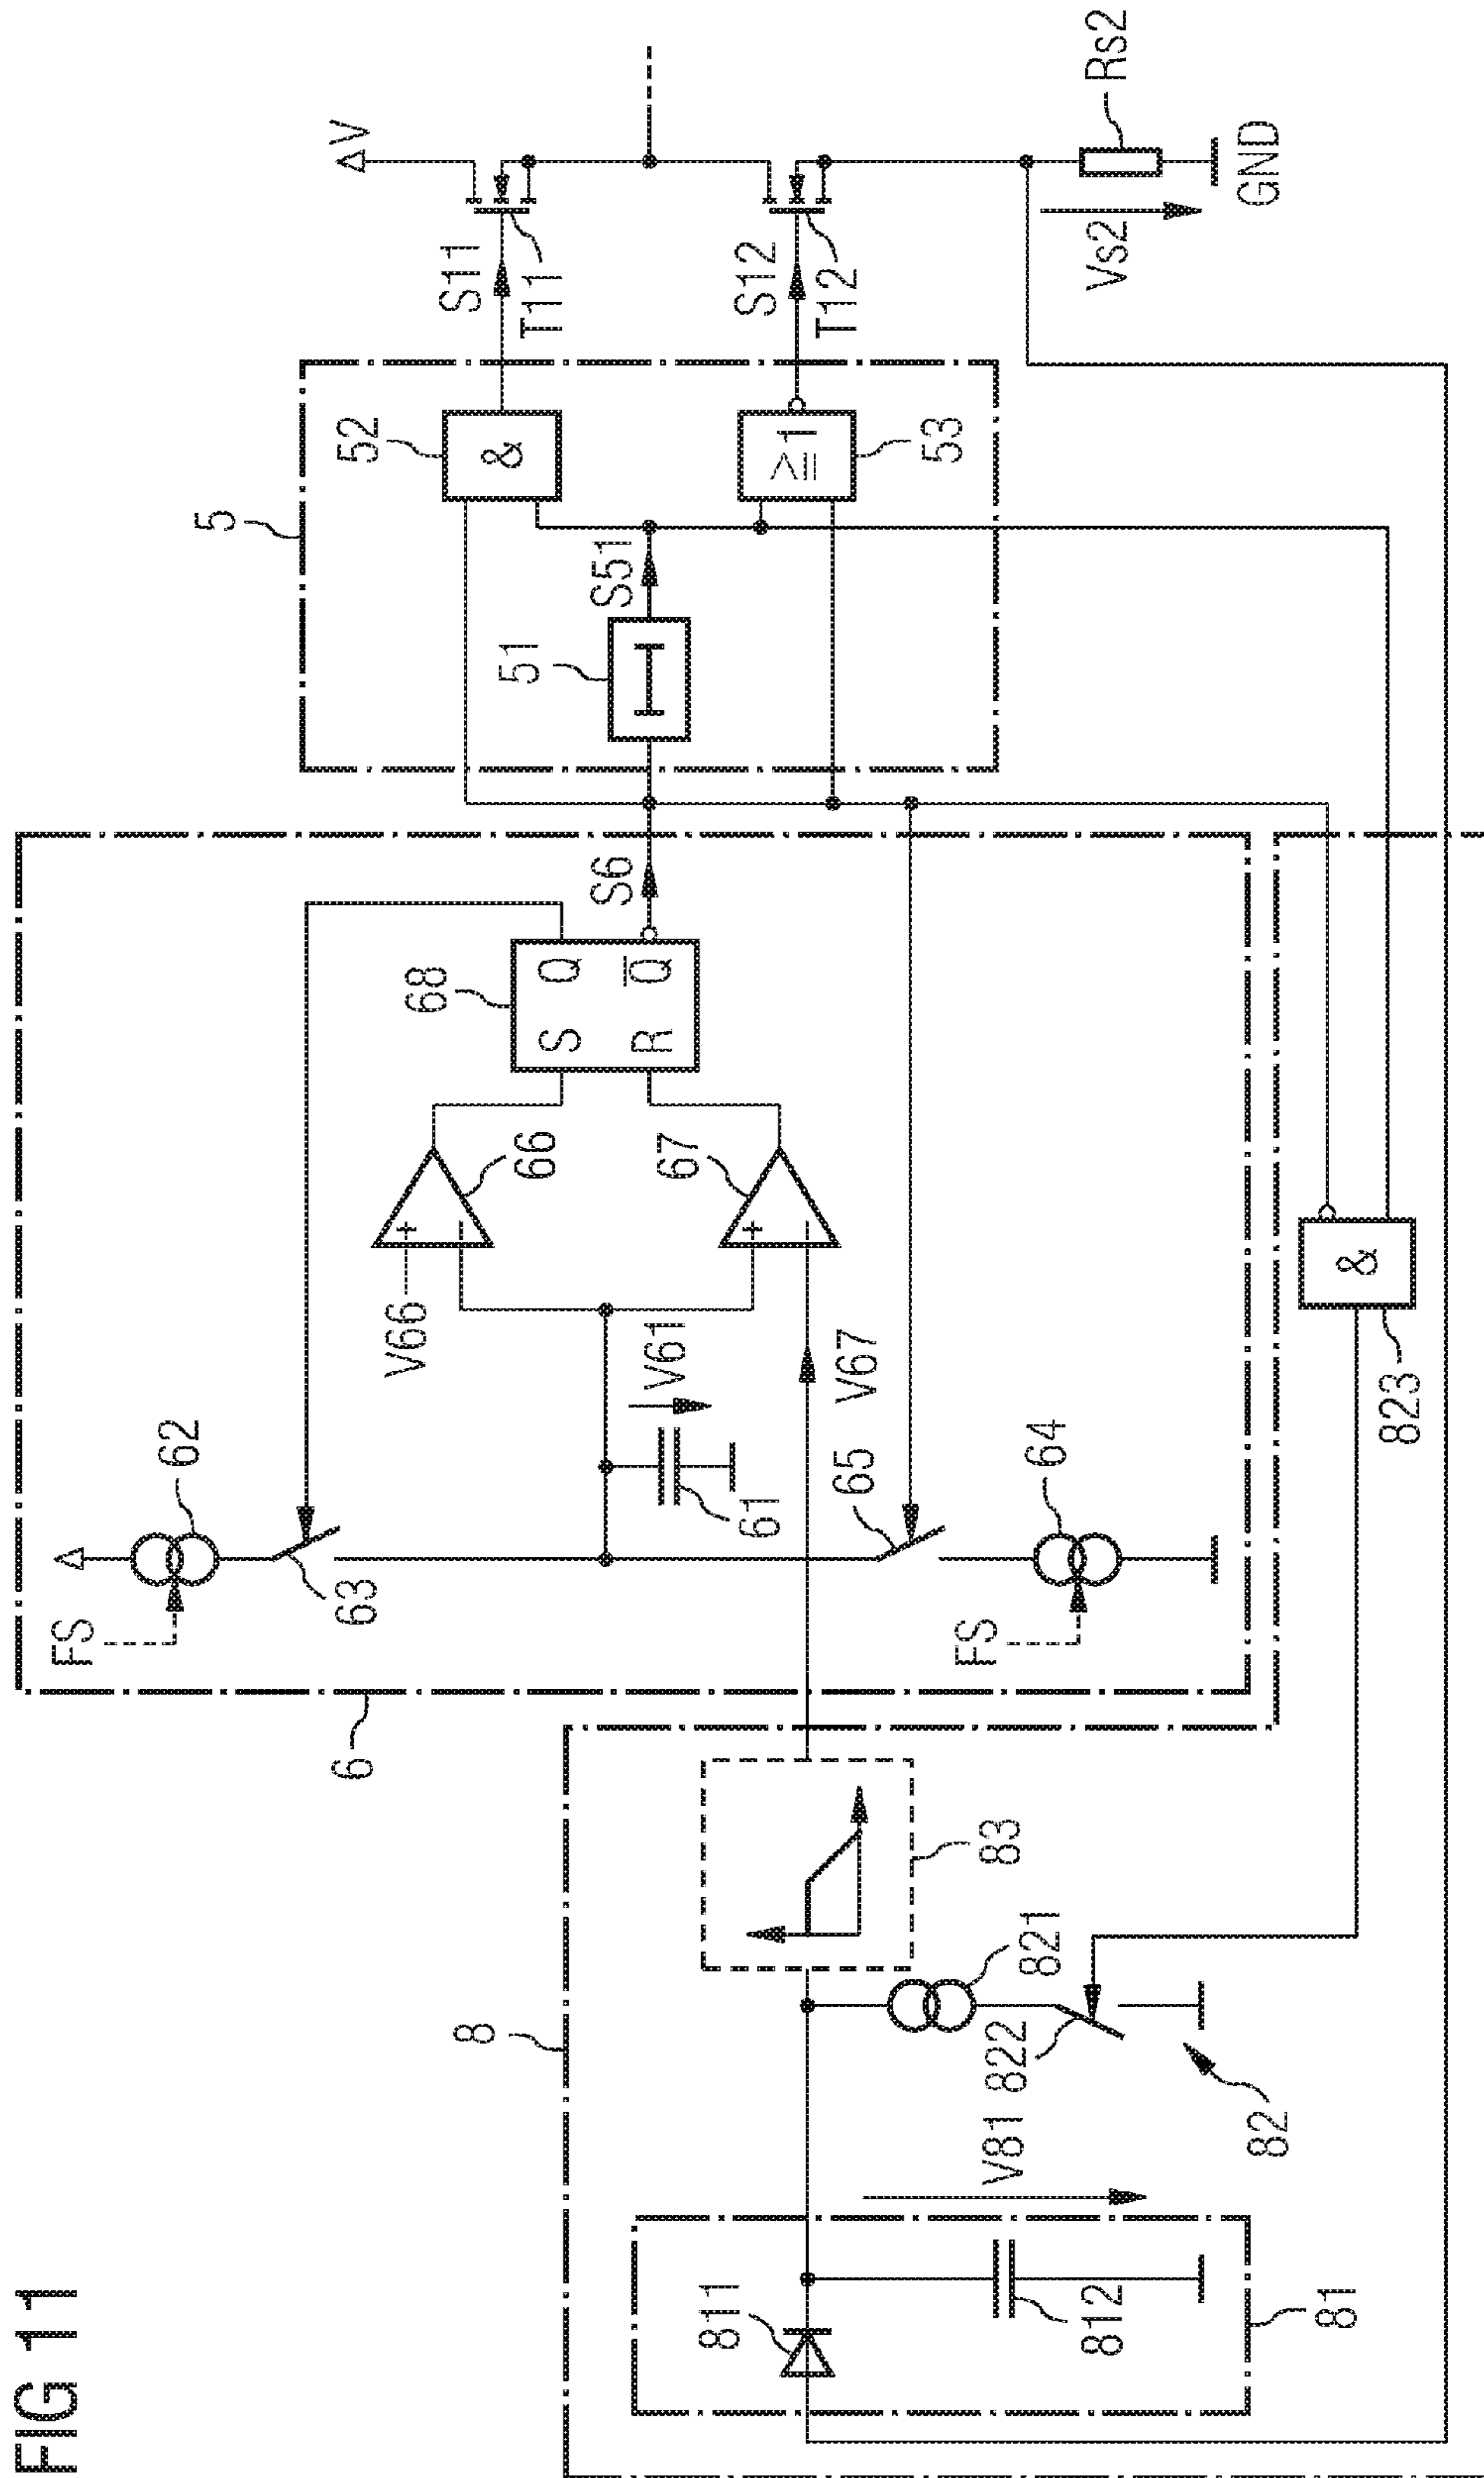 FIG 11
6
FS
62
63
V66
66
68
S
Q
R
Q̅
S6
61
V61
67
V67
65
FS
64
5
51
S51
52
&
53
≥1
S11
T11
S12
T12
V
Rs2
Vs2
GND
8
81
811
812
V81
82
821
822
83
&
823